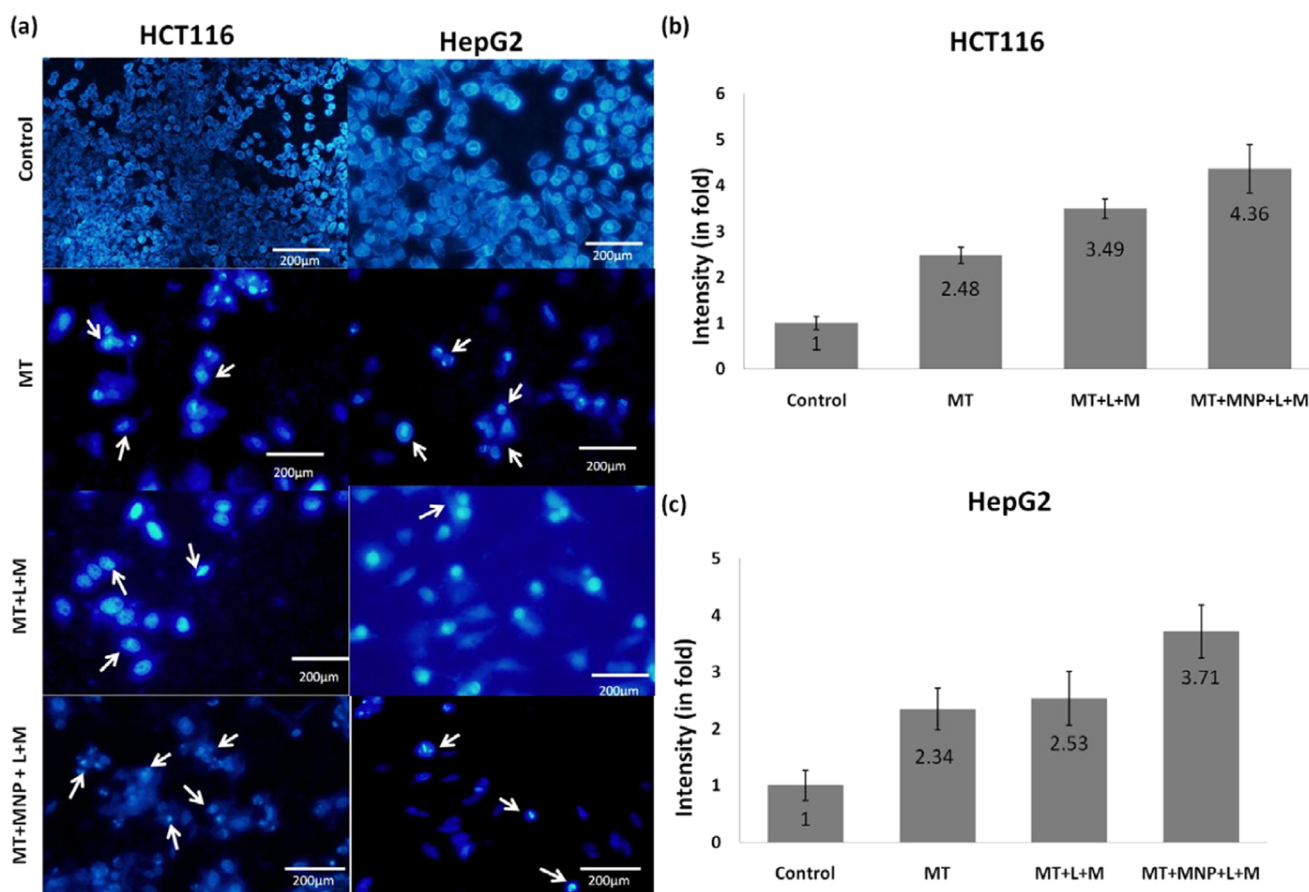 (a)
HCT116
HepG2
Control
200μm
200μm
MT
200μm
200μm
MT+L+M
200μm
200μm
MT+MNP + L+M
200μm
200μm
(b)
HCT116
Intensity (in fold)
6
5
4
3
2
1
0
1
2.48
3.49
4.36
Control
MT
MT+L+M
MT+MNP+L+M
(c)
HepG2
Intensity (in fold)
5
4
3
2
1
0
1
2.34
2.53
3.71
Control
MT
MT+L+M
MT+MNP+L+M